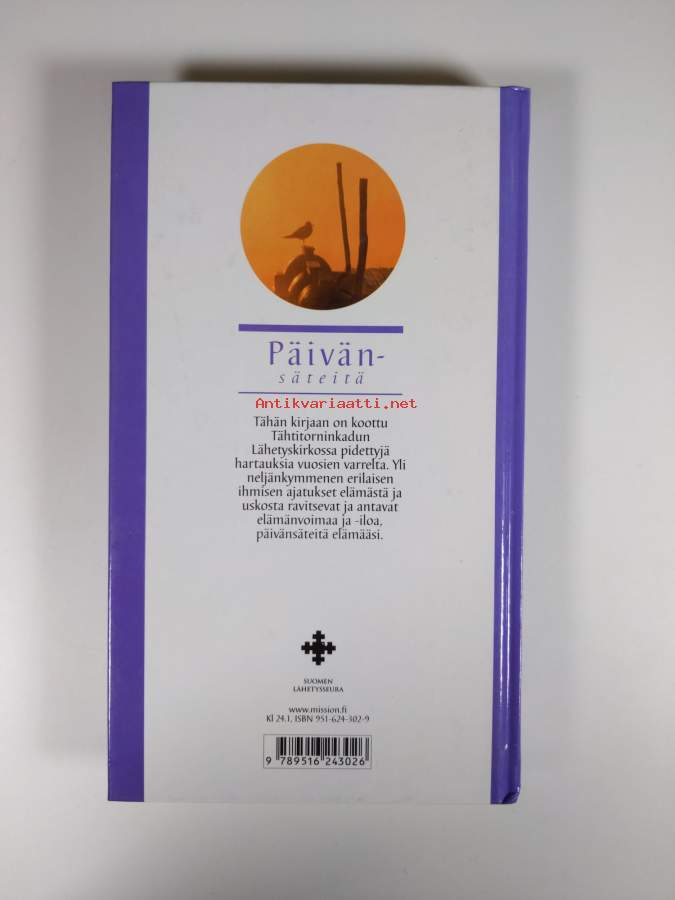 Päivän-
säteitä
Antikvariaatti.net
Tähän kirjaan on koottu
Tähtitorninkadun
Lähetyskirkossa pidettyjä
hartauksia vuosien varrelta. Yli
neljänkymmenen erilaisen
ihmisen ajatukset elämästä ja
uskosta ravitsevat ja antavat
elämänvoimaa ja -iloa,
päivänsäteitä elämääsi.
SUOMEN
LÄHETYSSEURA
www.mission.fi
Kl 24.1, ISBN 951-624-302-9
9 789516 243026